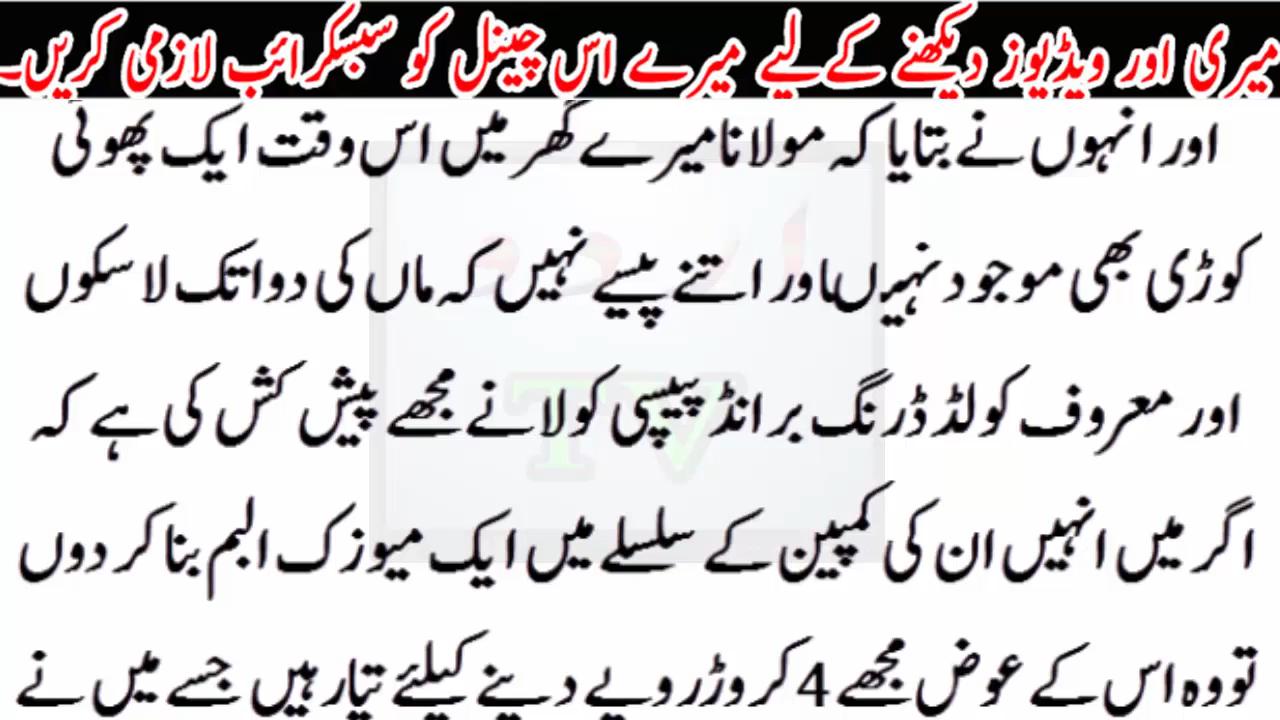 میری اور ویڈیوز دیکھنے کے لیے میرے اس چینل کو سبسکرائب لازمی کریں۔
اور انہوں نے بتایا کہ مولانا میرے گھر میں اس وقت ایک پھوٹی
کوڑی بھی موجود نہیں اور اتنے پیسے نہیں کہ ماں کی دوا تک لا سکوں
اور معروف کولڈ ڈرنگ برانڈ پیپسی کولا نے مجھے پیش کش کی ہے کہ
اگر میں انہیں ان کی کمپین کے سلسلے میں ایک میوزک البم بنا کر دوں
تو وہ اس کے عوض مجھے 4 کروڑ روپے دینے کیلئے تیار ہیں جسے میں نے
اردو
TV